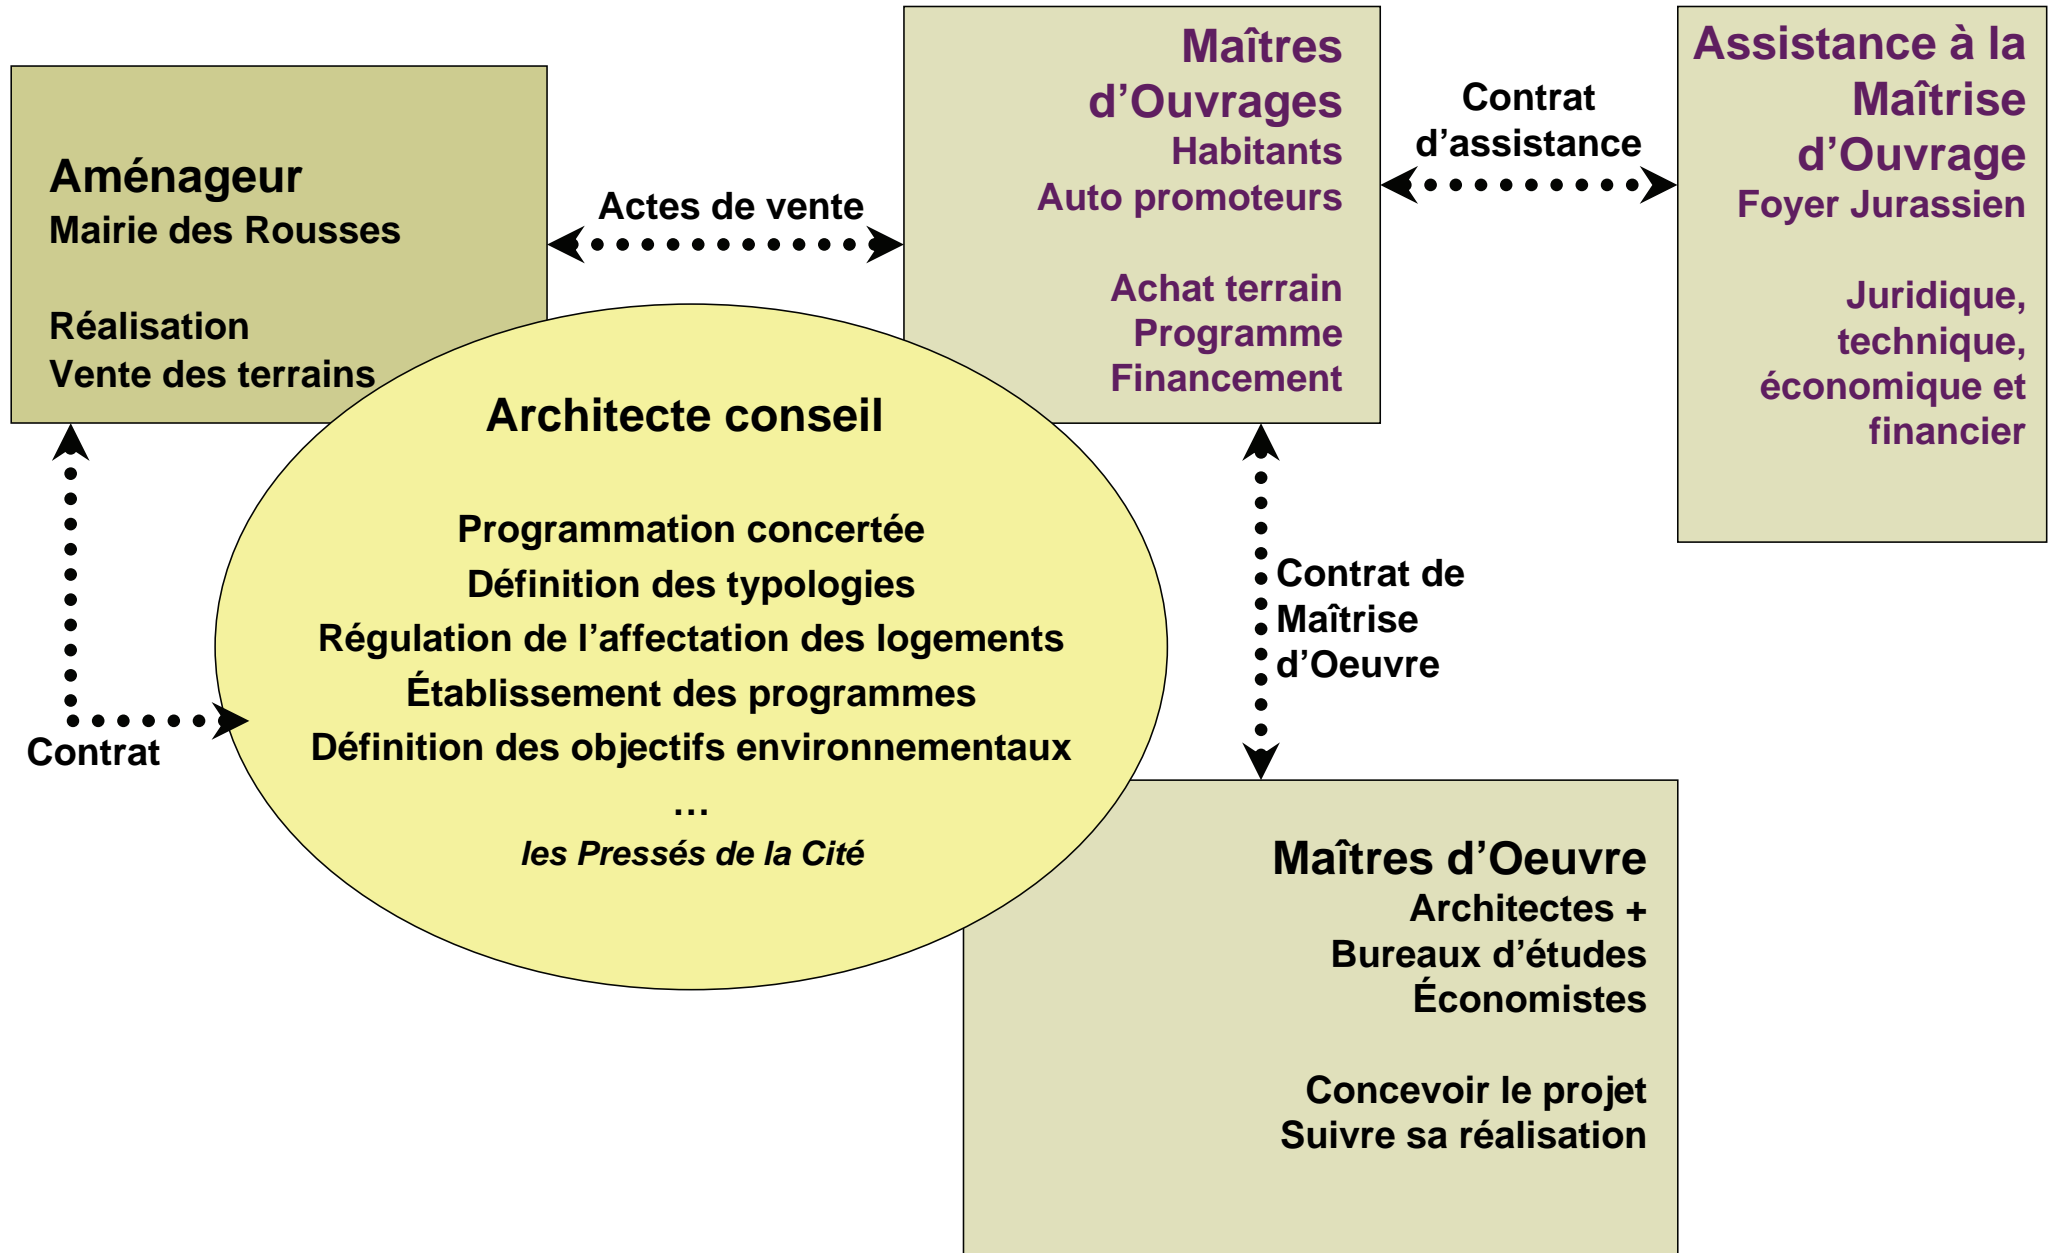 Aménageur
Mairie des Rousses
Réalisation
Vente des terrains
Actes de vente
Maîtres
d’Ouvrages
Habitants
Auto promoteurs
Achat terrain
Programme
Financement
Contrat
d’assistance
Assistance à la
Maîtrise
d’Ouvrage
Foyer Jurassien
Juridique,
technique,
économique et
financier
Architecte conseil
Programmation concertée
Définition des typologies
Régulation de l’affectation des logements
Établissement des programmes
Définition des objectifs environnementaux
…
les Pressés de la Cité
Contrat
Contrat de
Maîtrise
d’Oeuvre
Maîtres d’Oeuvre
Architectes +
Bureaux d’études
Économistes
Concevoir le projet
Suivre sa réalisation